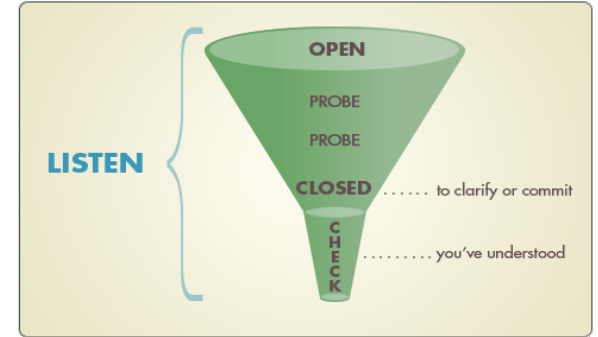 OPEN
PROBE
PROBE
LISTEN
CLOSED ...... to clarify or commit
CHECK ......... you've understood